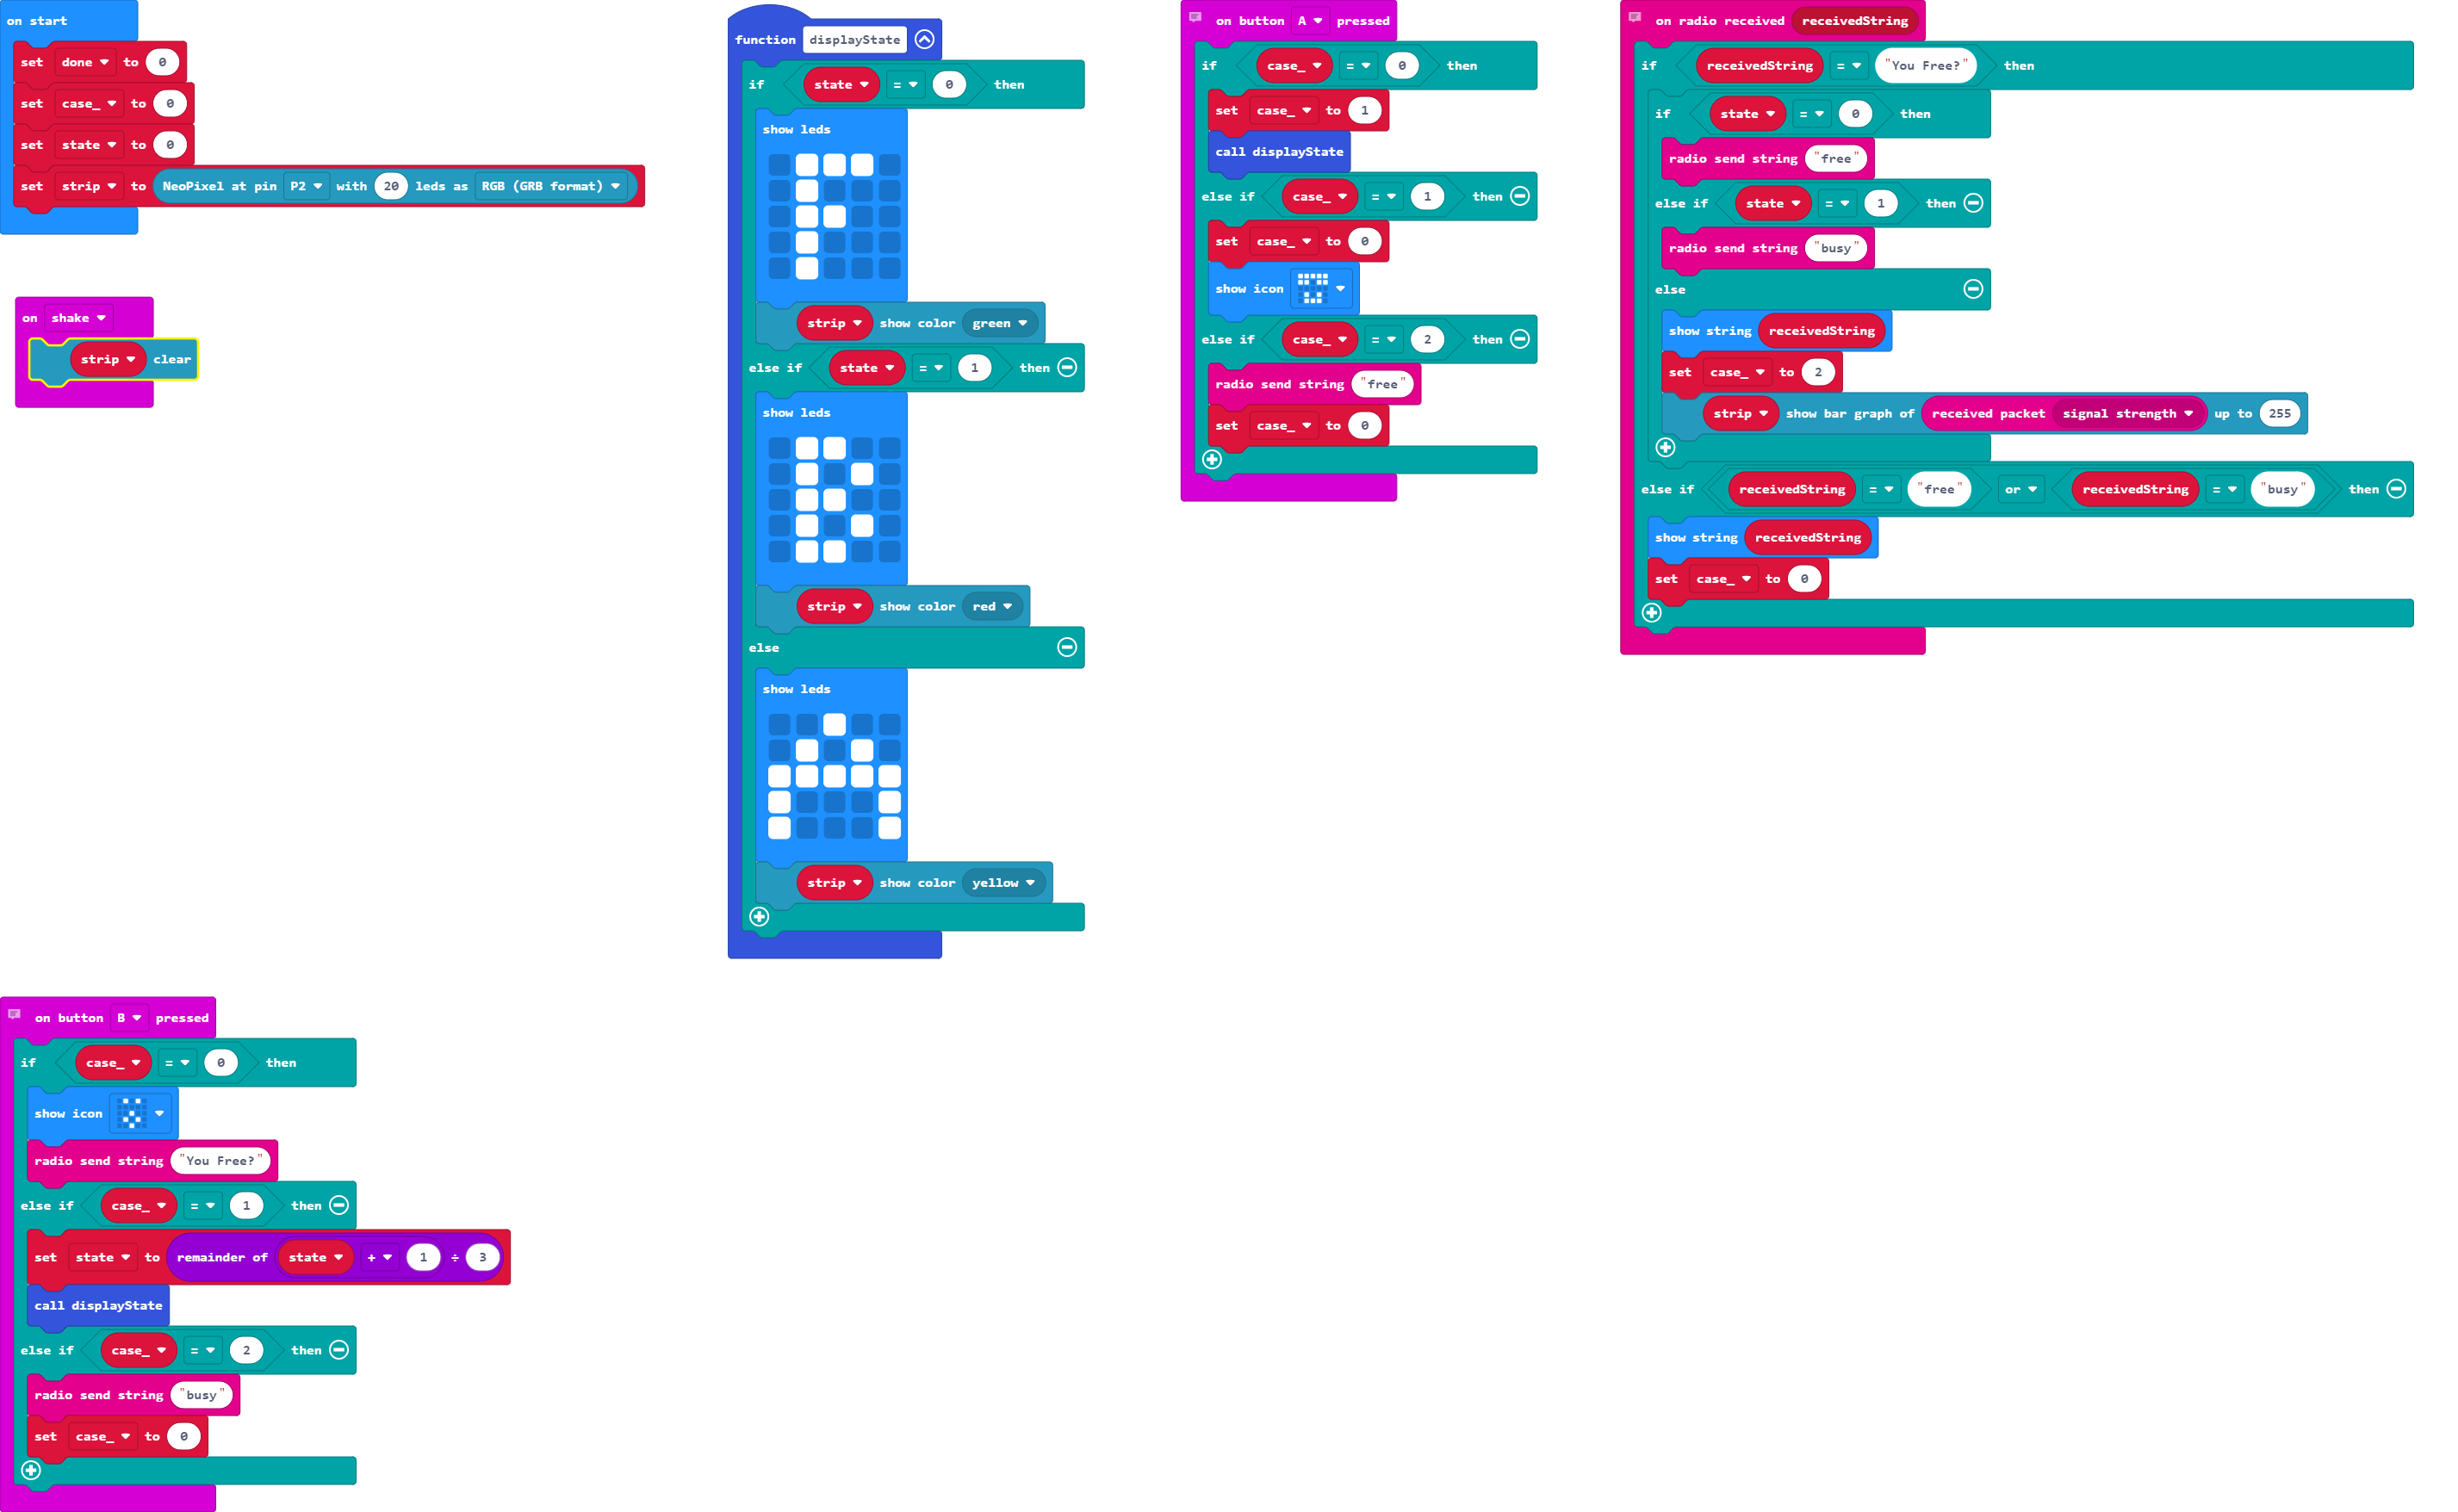 on start
set done to 0
set case_ to 0
set state to 0
set strip to NeoPixel at pin P2 with 20 leds as RGB (GRB format)
on shake
strip clear
function displayState
if state = 0 then
show leds
strip show color green
else if state = 1 then
show leds
strip show color red
else
show leds
strip show color yellow
on button A pressed
if case_ = 0 then
set case_ to 1
call displayState
else if case_ = 1 then
set case_ to 0
show icon
else if case_ = 2 then
radio send string "free"
set case_ to 0
on radio received receivedString
if receivedString = "You Free?" then
if state = 0 then
radio send string "free"
else if state = 1 then
radio send string "busy"
else
show string receivedString
set case_ to 2
strip show bar graph of received packet signal strength up to 255
else if receivedString = "free" or receivedString = "busy" then
show string receivedString
set case_ to 0
on button B pressed
if case_ = 0 then
show icon
radio send string "You Free?"
else if case_ = 1 then
set state to remainder of state + 1 ÷ 3
call displayState
else if case_ = 2 then
radio send string "busy"
set case_ to 0